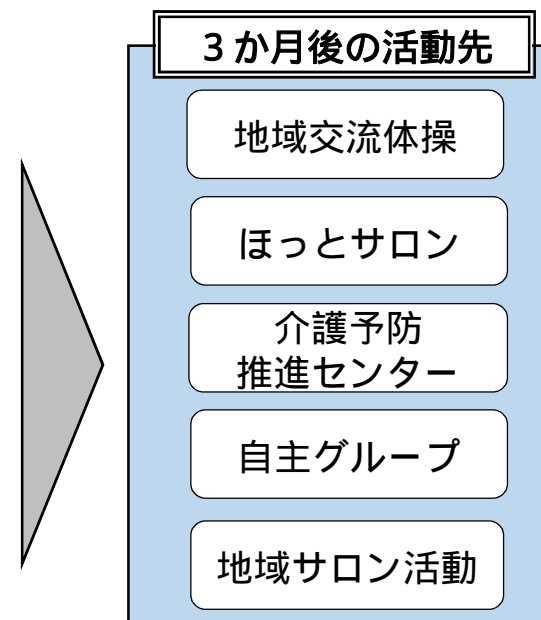 ３か月後の活動先
地域交流体操
ほっとサロン
介護予防
推進センター
自主グループ
地域サロン活動